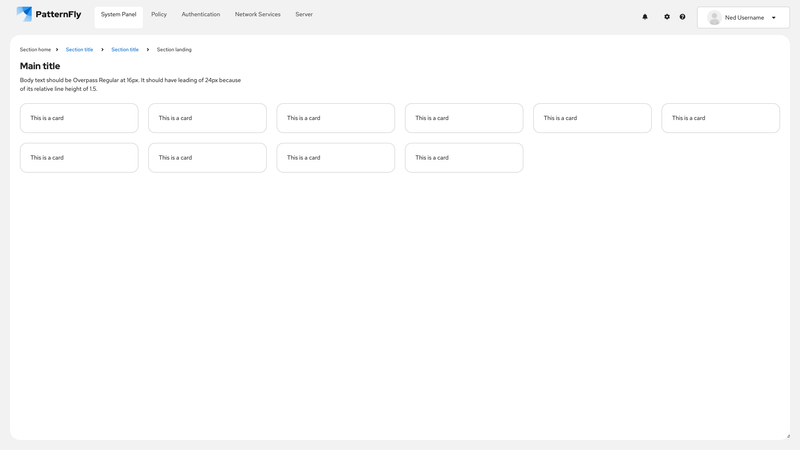 PatternFly
System Panel
Policy
Authentication
Network Services
Server
Ned Username
Section home
Section title
Section title
Section landing
Main title
Body text should be Overpass Regular at 16px. It should have leading of 24px because
of its relative line height of 1.5.
This is a card
This is a card
This is a card
This is a card
This is a card
This is a card
This is a card
This is a card
This is a card
This is a card